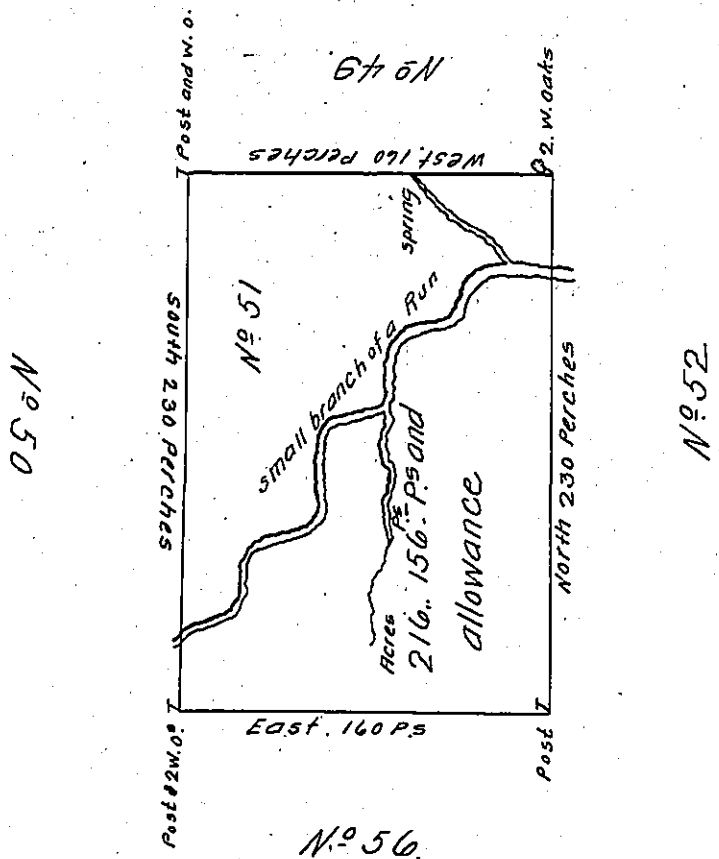 Nº 49
Post and W.O.
West. 160 Perches
2. W. Oaks
spring
Nº 51
small branch of a Run
South 230 Perches
Nº 50
North 230 Perches
Nº 52
Acres Ps
216.. 156. Ps and
allowance
Post & 2 W.Os
East. 160 Ps
Post
Nº 56